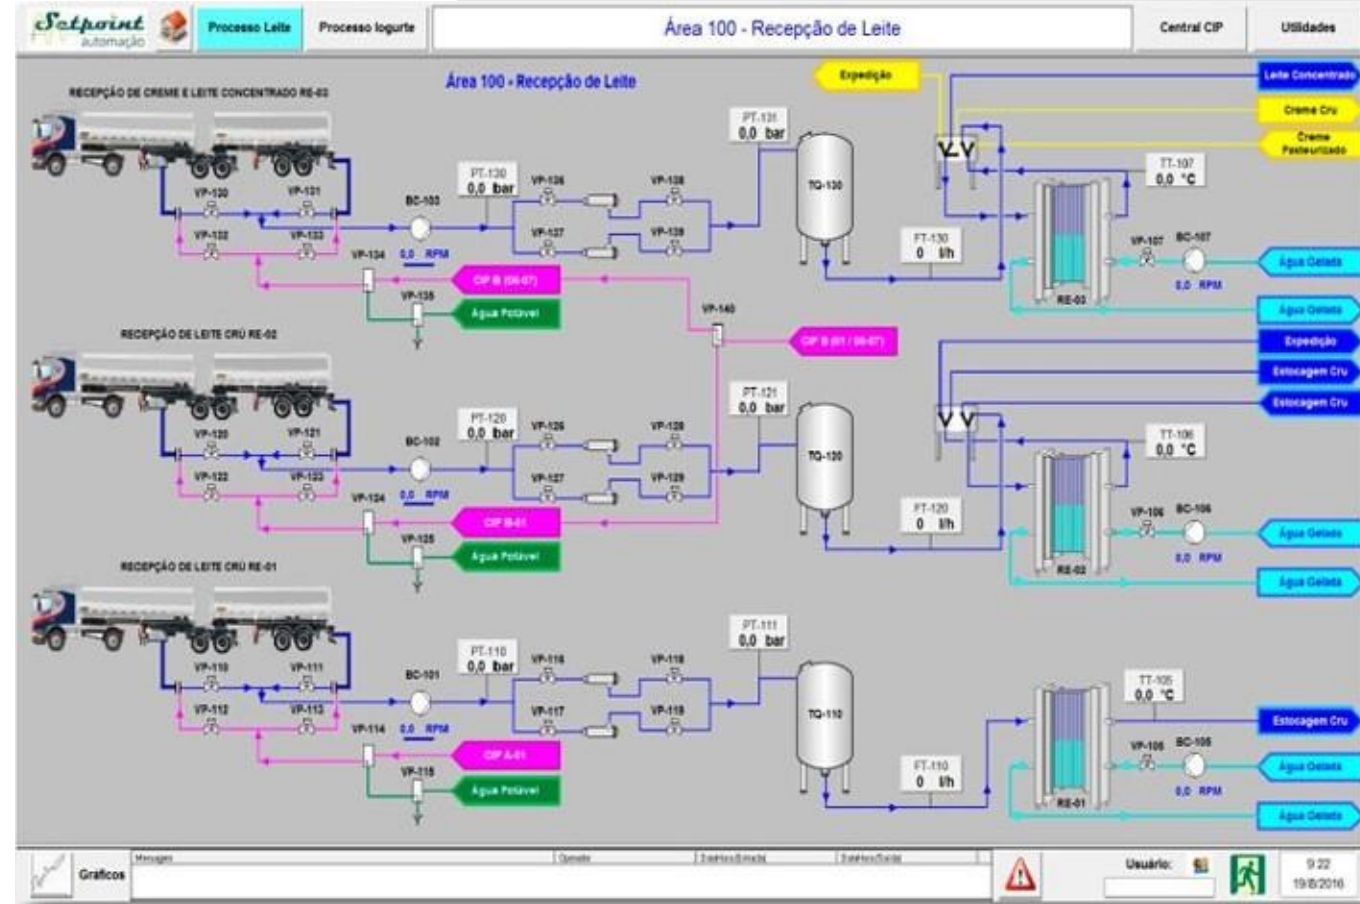 Setpoint
automação
Processo Leite
Processo Iogurte
Área 100 - Recepção de Leite
Central CIP
Utilidades
Área 100 - Recepção de Leite
Expedição
Leite Concentrado
Creme Cru
Creme
Pasteurizado
RECEPÇÃO DE CREME E LEITE CONCENTRADO RE-03
VP-130
VP-131
VP-132
VP-133
BC-103
0,0 RPM
PT-130
0,0 bar
VP-136
VP-137
VP-138
VP-139
PT-131
0,0 bar
TQ-130
FT-130
0 l/h
TT-107
0,0 °C
RE-03
VP-107
BC-107
0,0 RPM
Água Gelada
Água Gelada
VP-134
CIP B (06-07)
VP-135
Água Potável
VP-140
CIP B (01 / 06-07)
RECEPÇÃO DE LEITE CRÚ RE-02
VP-120
VP-121
VP-122
VP-123
BC-102
0,0 RPM
PT-120
0,0 bar
VP-126
VP-127
VP-128
VP-129
PT-121
0,0 bar
TQ-120
FT-120
0 l/h
Expedição
Estocagem Cru
Estocagem Cru
TT-106
0,0 °C
RE-02
VP-106
BC-106
0,0 RPM
Água Gelada
Água Gelada
VP-124
CIP B-01
VP-125
Água Potável
RECEPÇÃO DE LEITE CRÚ RE-01
VP-110
VP-111
VP-112
VP-113
BC-101
0,0 RPM
PT-110
0,0 bar
VP-116
VP-117
VP-118
VP-119
PT-111
0,0 bar
TQ-110
FT-110
0 l/h
TT-105
0,0 °C
RE-01
Estocagem Cru
VP-105
BC-105
0,0 RPM
Água Gelada
Água Gelada
VP-114
CIP A-01
VP-115
Água Potável
Gráficos
Mensagem
Operador
Usuário:
9:22
19/8/2016